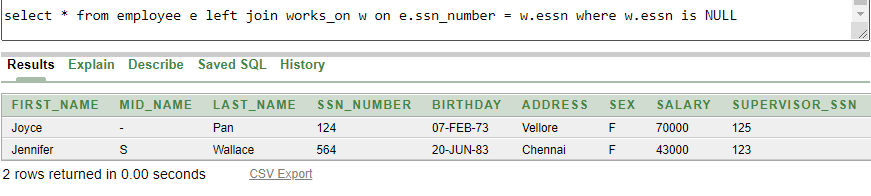 select * from employee e left join works_on w on e.ssn_number = w.essn where w.essn is NULL
Results Explain Describe Saved SQL History
FIRST_NAME MID_NAME LAST_NAME SSN_NUMBER BIRTHDAY ADDRESS SEX SALARY SUPERVISOR_SSN
Joyce - Pan 124 07-FEB-73 Vellore F 70000 125
Jennifer S Wallace 564 20-JUN-83 Chennai F 43000 123
2 rows returned in 0.00 seconds CSV Export